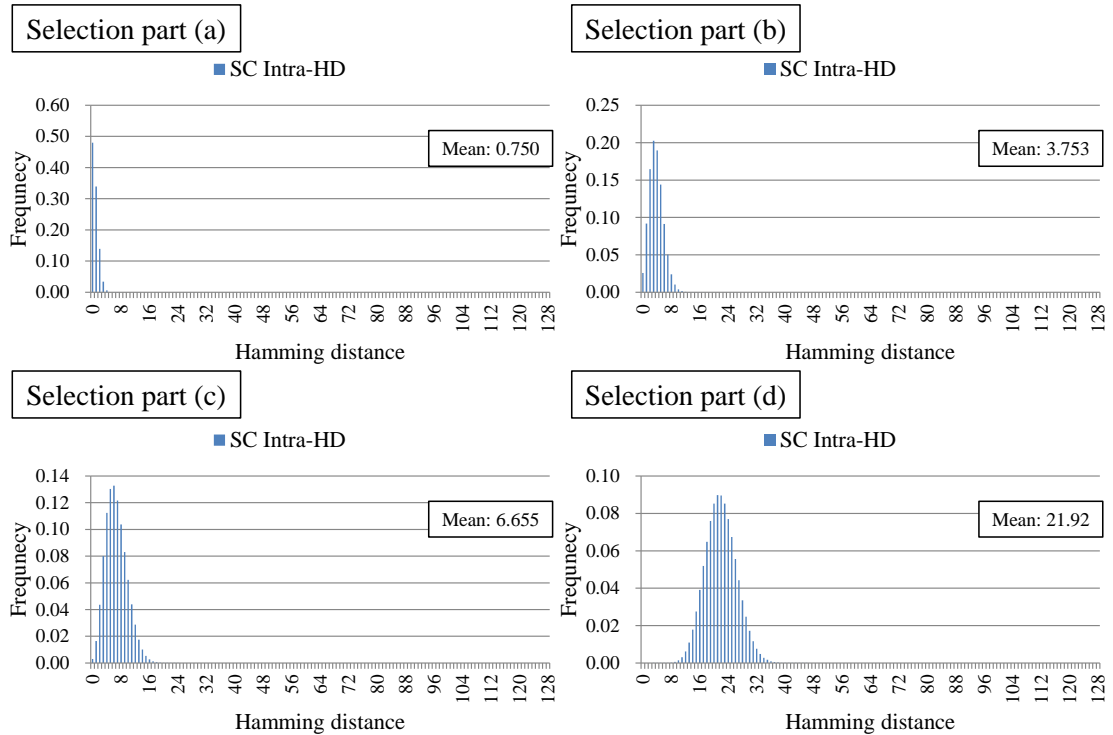 Selection part (a)
SC Intra-HD
0.60
0.50
0.40
0.30
0.20
0.10
0.00
Frequnecy
Mean: 0.750
0 8 16 24 32 40 48 56 64 72 80 88 96 104 112 120 128
Hamming distance
Selection part (b)
SC Intra-HD
0.25
0.20
0.15
0.10
0.05
0.00
Frequnecy
Mean: 3.753
0 8 16 24 32 40 48 56 64 72 80 88 96 104 112 120 128
Hamming distance
Selection part (c)
SC Intra-HD
0.14
0.12
0.10
0.08
0.06
0.04
0.02
0.00
Frequnecy
Mean: 6.655
0 8 16 24 32 40 48 56 64 72 80 88 96 104 112 120 128
Hamming distance
Selection part (d)
SC Intra-HD
0.10
0.08
0.06
0.04
0.02
0.00
Frequnecy
Mean: 21.92
0 8 16 24 32 40 48 56 64 72 80 88 96 104 112 120 128
Hamming distance